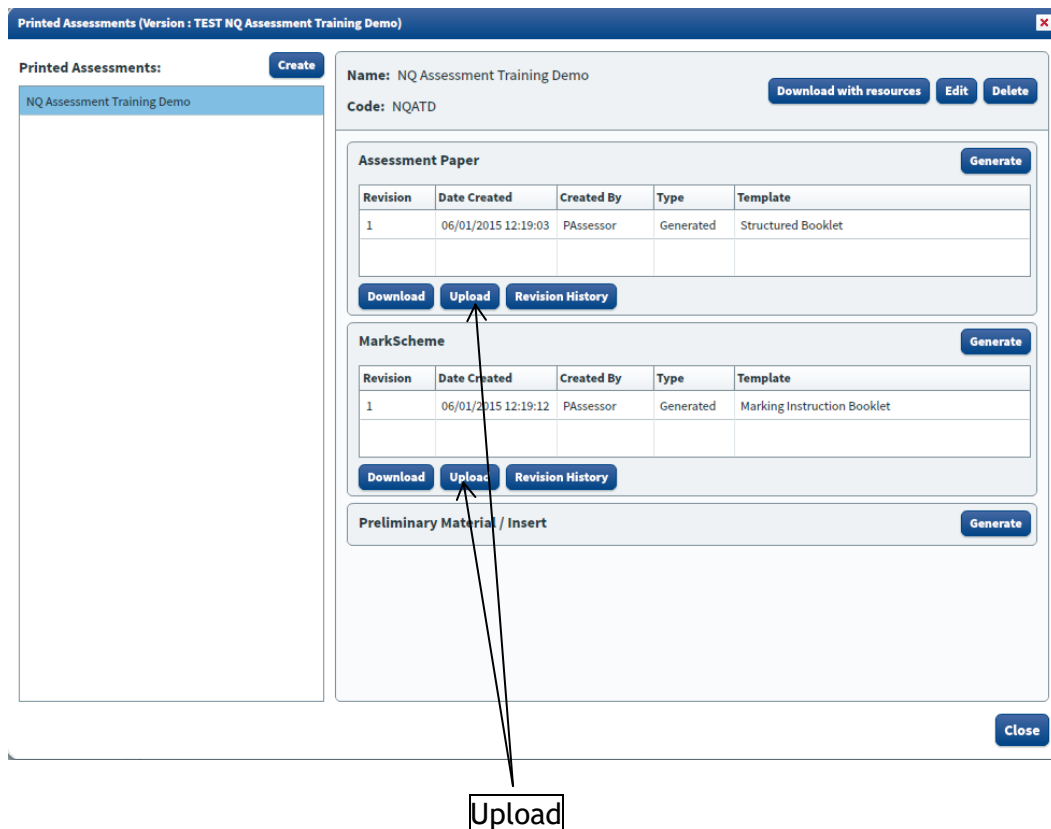 Printed Assessments (Version : TEST NQ Assessment Training Demo)
Printed Assessments:
Create
NQ Assessment Training Demo
Name: NQ Assessment Training Demo
Code: NQATD
Download with resources Edit Delete
Assessment Paper
Generate
Revision Date Created Created By Type Template
1 06/01/2015 12:19:03 PAssessor Generated Structured Booklet
Download Upload Revision History
MarkScheme
Generate
Revision Date Created Created By Type Template
1 06/01/2015 12:19:12 PAssessor Generated Marking Instruction Booklet
Download Upload Revision History
Preliminary Material / Insert
Generate
Close
Upload